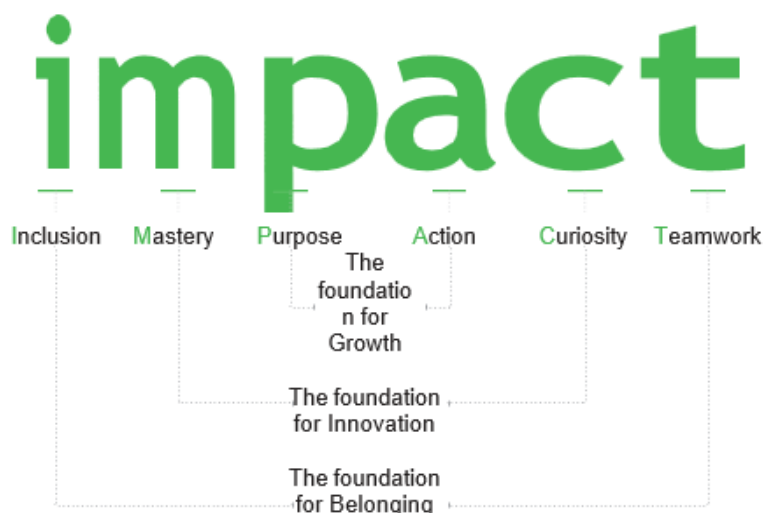 impact
Inclusion Mastery Purpose Action Curiosity Teamwork
The
foundatio
n for
Growth
The foundation
for Innovation
The foundation
for Belonging